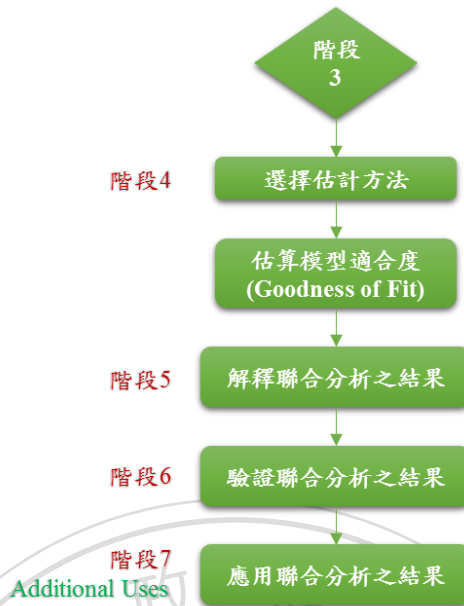 階段
3
階段4
選擇估計方法
估算模型適合度
(Goodness of Fit)
階段5
解釋聯合分析之結果
階段6
驗證聯合分析之結果
階段7
Additional Uses
應用聯合分析之結果
政